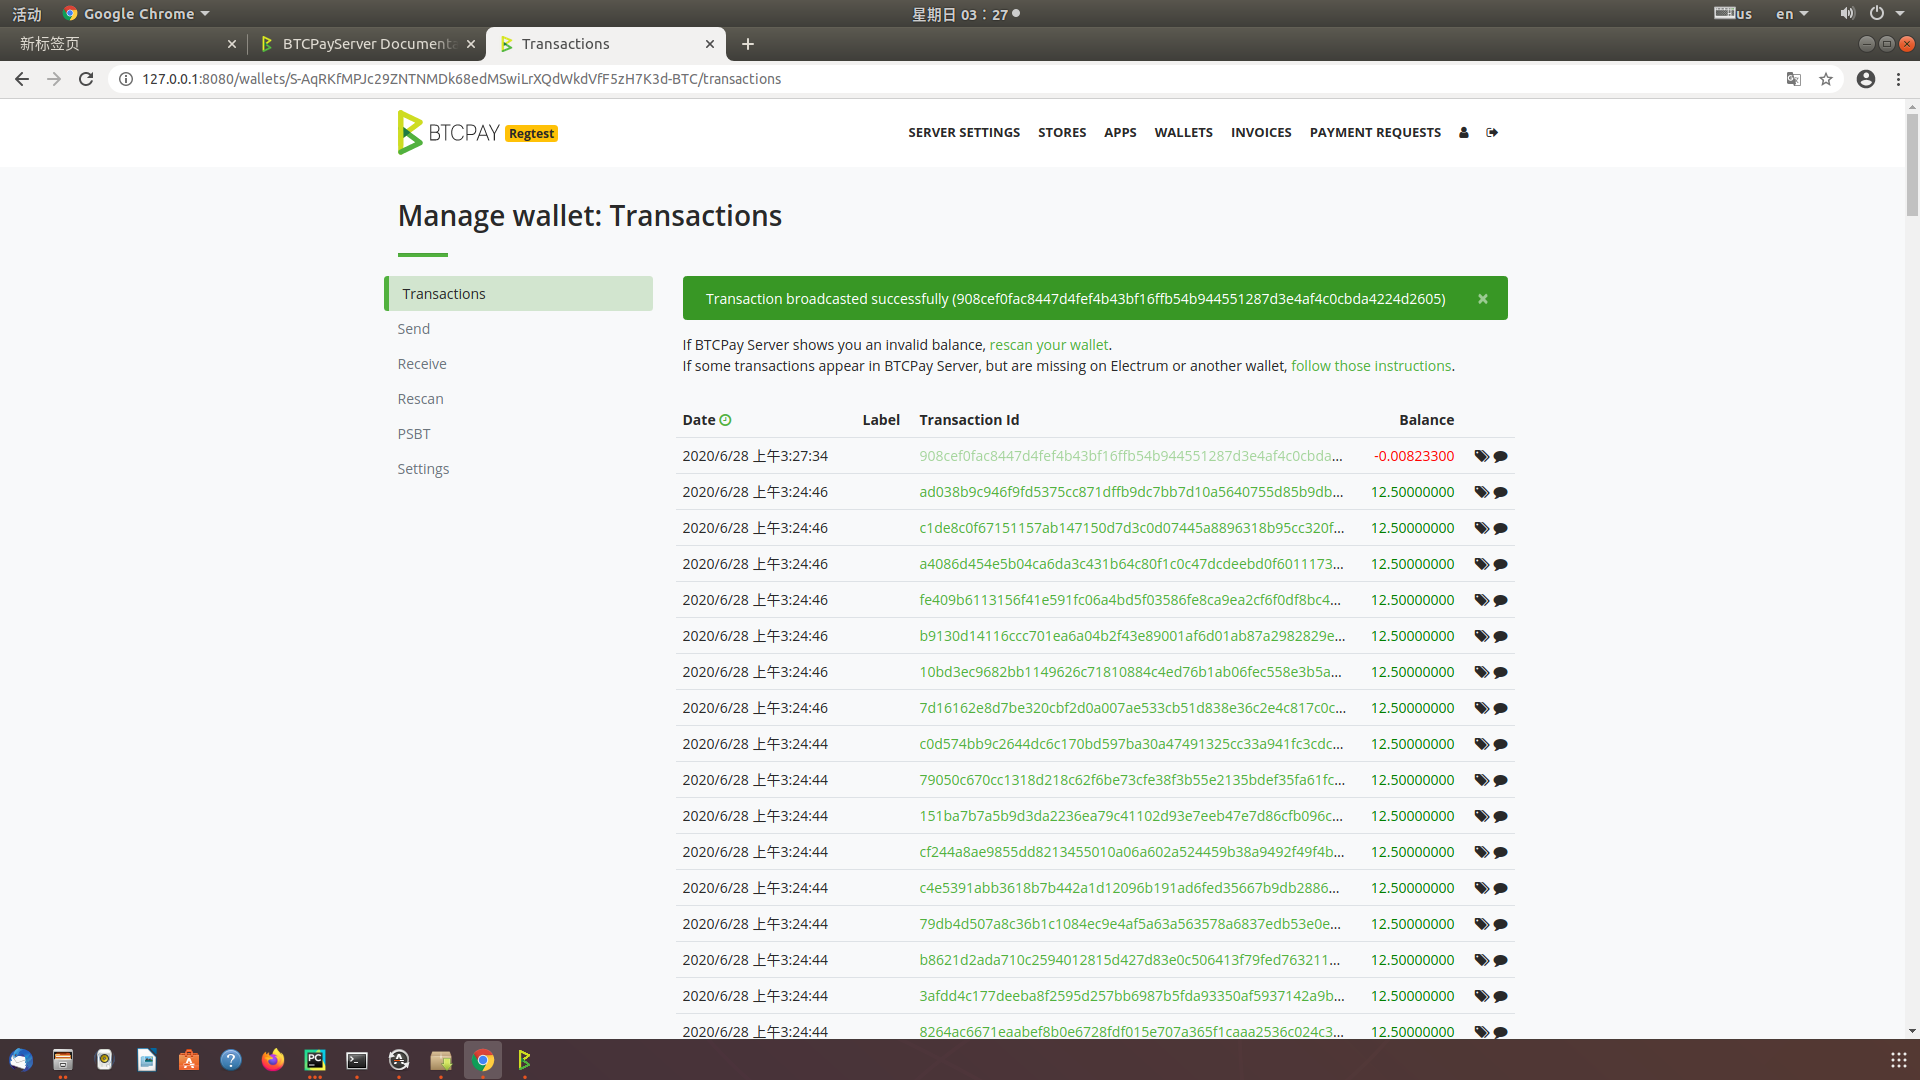 活动 Google Chrome 星期日 03：27 us en
新标签页 BTCPayServer Documenta Transactions
127.0.0.1:8080/wallets/S-AqRKfMPJc29ZNTNMDk68edMSwiLrXQdWkdVfF5zH7K3d-BTC/transactions
BTCPAY Regtest SERVER SETTINGS STORES APPS WALLETS INVOICES PAYMENT REQUESTS
Manage wallet: Transactions
Transactions
Send
Receive
Rescan
PSBT
Settings
Transaction broadcasted successfully (908cef0fac8447d4fef4b43bf16ffb54b944551287d3e4af4c0cbda4224d2605) ×
If BTCPay Server shows you an invalid balance, rescan your wallet.
If some transactions appear in BTCPay Server, but are missing on Electrum or another wallet, follow those instructions.
Date Label Transaction Id Balance
2020/6/28 上午3:27:34 908cef0fac8447d4fef4b43bf16ffb54b944551287d3e4af4c0cbda... -0.00823300
2020/6/28 上午3:24:46 ad038b9c946f9fd5375cc871dffb9dc7bb7d10a5640755d85b9db... 12.50000000
2020/6/28 上午3:24:46 c1de8c0f67151157ab147150d7d3c0d07445a8896318b95cc320f... 12.50000000
2020/6/28 上午3:24:46 a4086d454e5b04ca6da3c431b64c80f1c0c47dcdeebd0f6011173... 12.50000000
2020/6/28 上午3:24:46 fe409b6113156f41e591fc06a4bd5f03586fe8ca9ea2cf6f0df8bc4... 12.50000000
2020/6/28 上午3:24:46 b9130d14116ccc701ea6a04b2f43e89001af6d01ab87a2982829e... 12.50000000
2020/6/28 上午3:24:46 10bd3ec9682bb1149626c71810884c4ed76b1ab06fec558e3b5a... 12.50000000
2020/6/28 上午3:24:46 7d16162e8d7be320cbf2d0a007ae533cb51d838e36c2e4c817c0c... 12.50000000
2020/6/28 上午3:24:44 c0d574bb9c2644dc6c170bd597ba30a47491325cc33a941fc3cdc... 12.50000000
2020/6/28 上午3:24:44 79050c670cc1318d218c62f6be73cfe38f3b55e2135bdef35fa61fc... 12.50000000
2020/6/28 上午3:24:44 151ba7b7a5b9d3da2236ea79c41102d93e7eeb47e7d86cfb096c... 12.50000000
2020/6/28 上午3:24:44 cf244a8ae9855dd8213455010a06a602a524459b38a9492f49f4b... 12.50000000
2020/6/28 上午3:24:44 c4e5391abb3618b7b442a1d12096b191ad6fed35667b9db2886... 12.50000000
2020/6/28 上午3:24:44 79db4d507a8c36b1c1084ec9e4af5a63a563578a6837edb53e0e... 12.50000000
2020/6/28 上午3:24:44 b8621d2ada710c2594012815d427d83e0c506413f79fed763211... 12.50000000
2020/6/28 上午3:24:44 3afdd4c177deeba8f2595d257bb6987b5fda93350af5937142a9b... 12.50000000
2020/6/28 上午3:24:44 8264ac6671eaabef8b0e6728fdf015e707a365f1caaa2536c024c3... 12.50000000